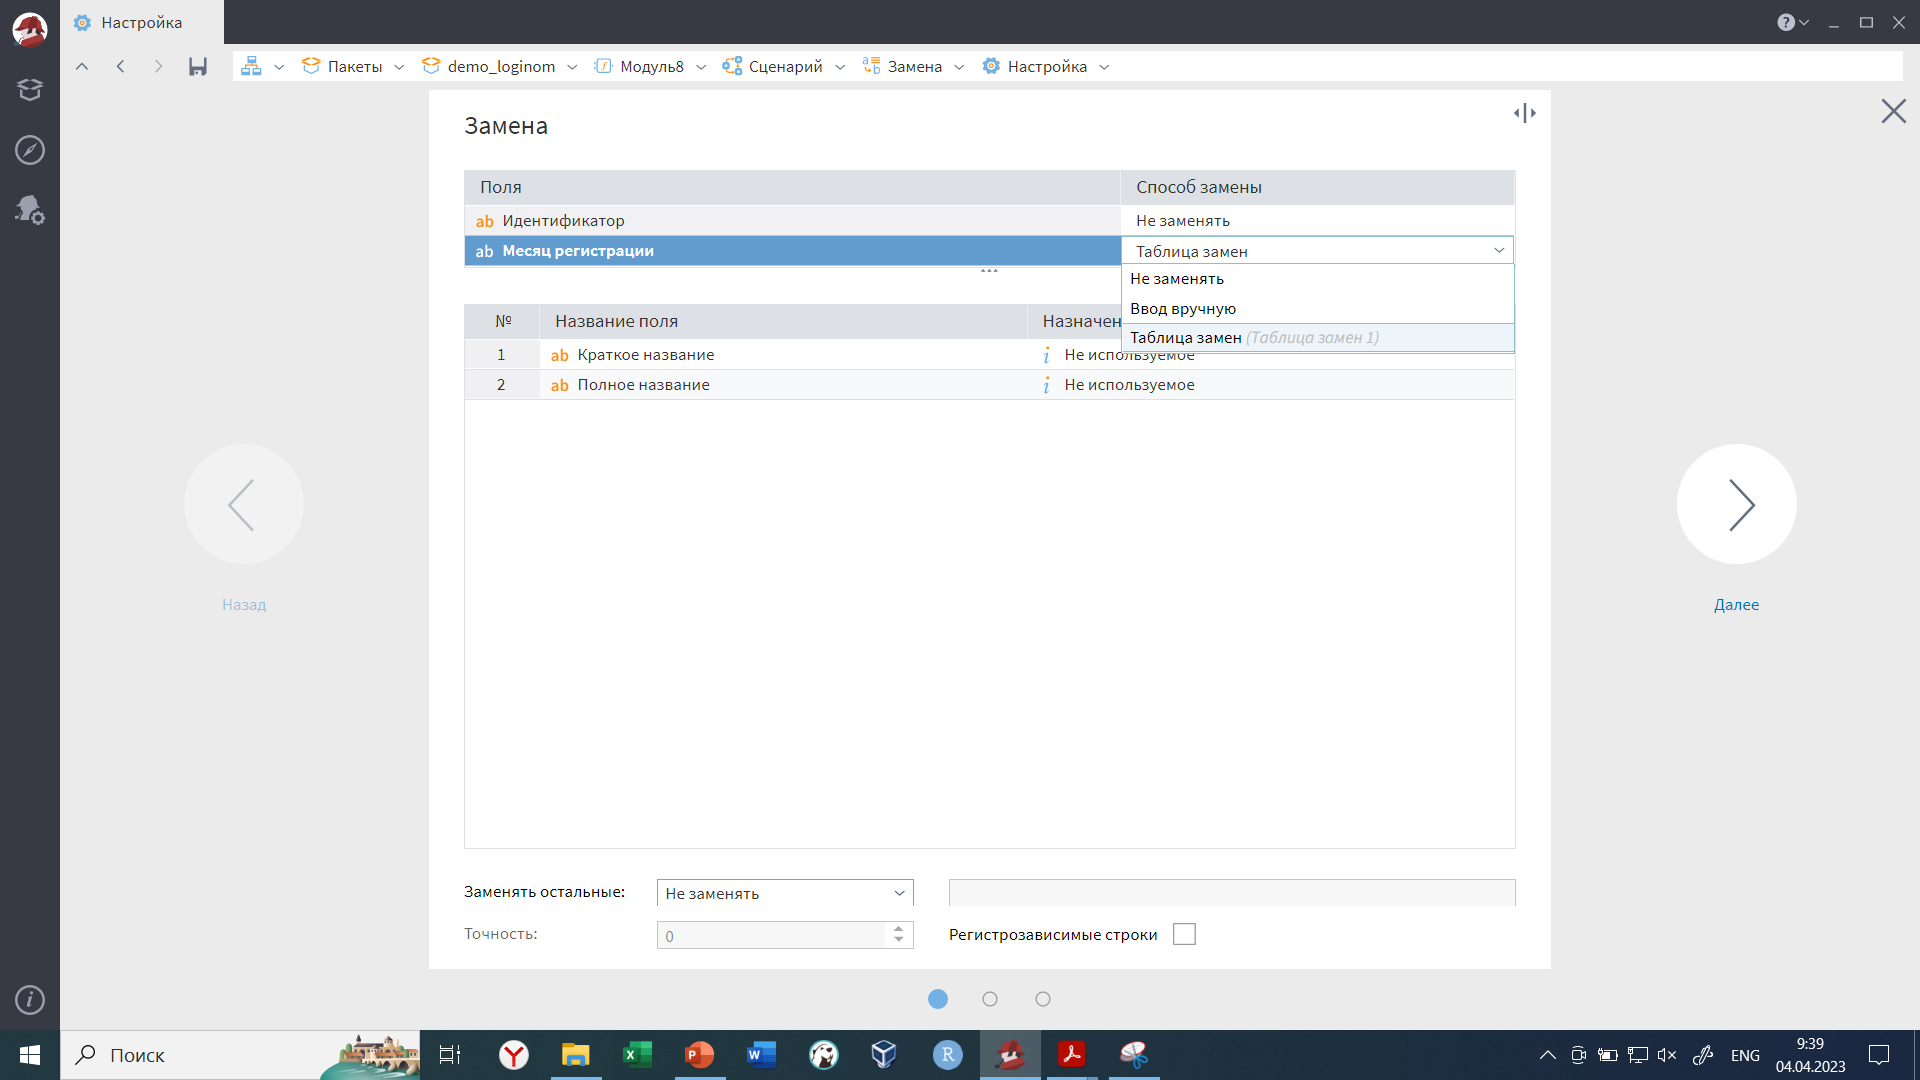 Настройка
Пакеты demo_loginom Модуль8 Сценарий Замена Настройка
Замена
Поля Способ замены
ab Идентификатор Не заменять
ab Месяц регистрации Таблица замен
Не заменять
Ввод вручную
Таблица замен (Таблица замен 1)
№ Название поля Назначен
1 ab Краткое название i Не используемое
2 ab Полное название i Не используемое
Назад
Далее
Заменять остальные: Не заменять
Точность: 0 Регистрозависимые строки
Поиск
ENG
9:39
04.04.2023